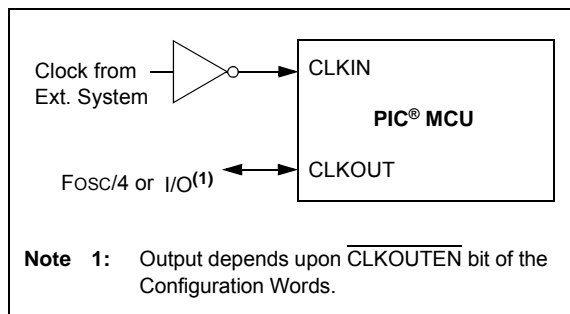 Clock from
Ext. System
CLKIN
PIC® MCU
FOSC/4 or I/O(1)
CLKOUT
Note 1: Output depends upon CLKOUTEN bit of the
Configuration Words.